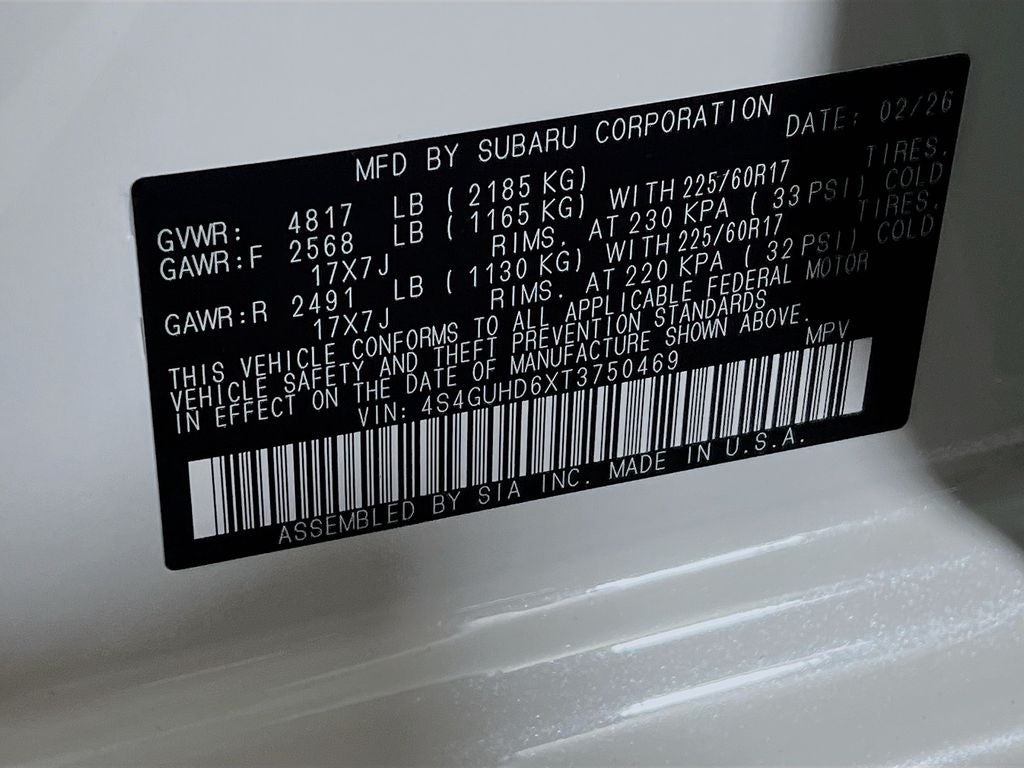 MFD BY SUBARU CORPORATION DATE: 02/26
GVWR: 4817 LB ( 2185 KG)
GAWR:F 2568 LB ( 1165 KG) WITH 225/60R17 TIRES.
17X7J RIMS. AT 230 KPA ( 33 PSI) COLD
GAWR:R 2491 LB ( 1130 KG) WITH 225/60R17 TIRES.
17X7J RIMS. AT 220 KPA ( 32 PSI) COLD
THIS VEHICLE CONFORMS TO ALL APPLICABLE FEDERAL MOTOR
VEHICLE SAFETY AND THEFT PREVENTION STANDARDS
IN EFFECT ON THE DATE OF MANUFACTURE SHOWN ABOVE.
VIN: 4S4GUHD6XT3750469 MPV
ASSEMBLED BY SIA INC. MADE IN U.S.A.